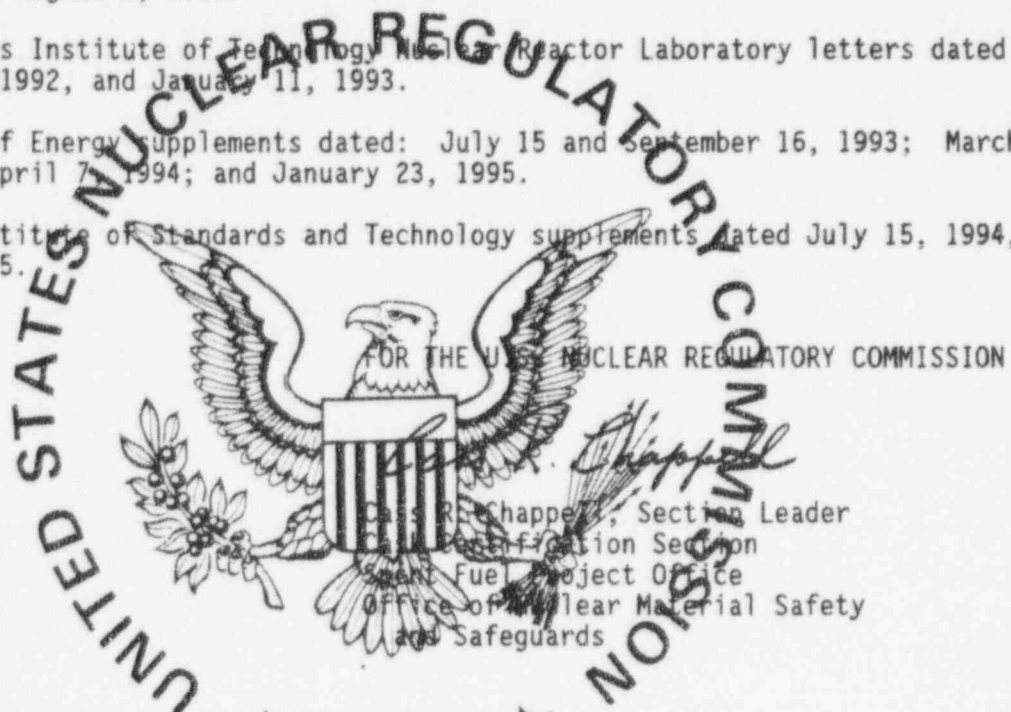 s Institute of Technology Nuclear Reactor Laboratory letters dated
1992, and January 11, 1993.
f Energy supplements dated: July 15 and September 16, 1993; March
pril 7, 1994; and January 23, 1995.
titute of Standards and Technology supplements dated July 15, 1994,
5.
FOR THE U.S. NUCLEAR REGULATORY COMMISSION
Chappell
Chappell, Section Leader
Certification Section
Spent Fuel Project Office
Office of Nuclear Material Safety
and Safeguards
UNITED STATES NUCLEAR REGULATORY COMMISSION